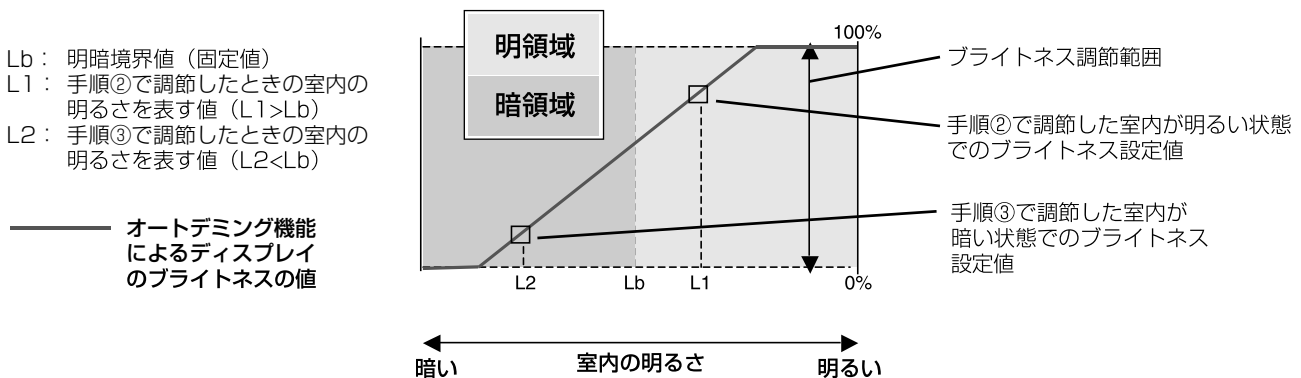 Lb： 明暗境界値（固定値）
L1： 手順②で調節したときの室内の
明るさを表す値（L1>Lb）
L2： 手順③で調節したときの室内の
明るさを表す値（L2<Lb）
オートデミング機能
によるディスプレイ
のブライトネスの値
明領域
暗領域
100%
L2
Lb
L1
0%
暗い
室内の明るさ
明るい
ブライトネス調節範囲
手順②で調節した室内が明るい状態
でのブライトネス設定値
手順③で調節した室内が
暗い状態でのブライトネス
設定値